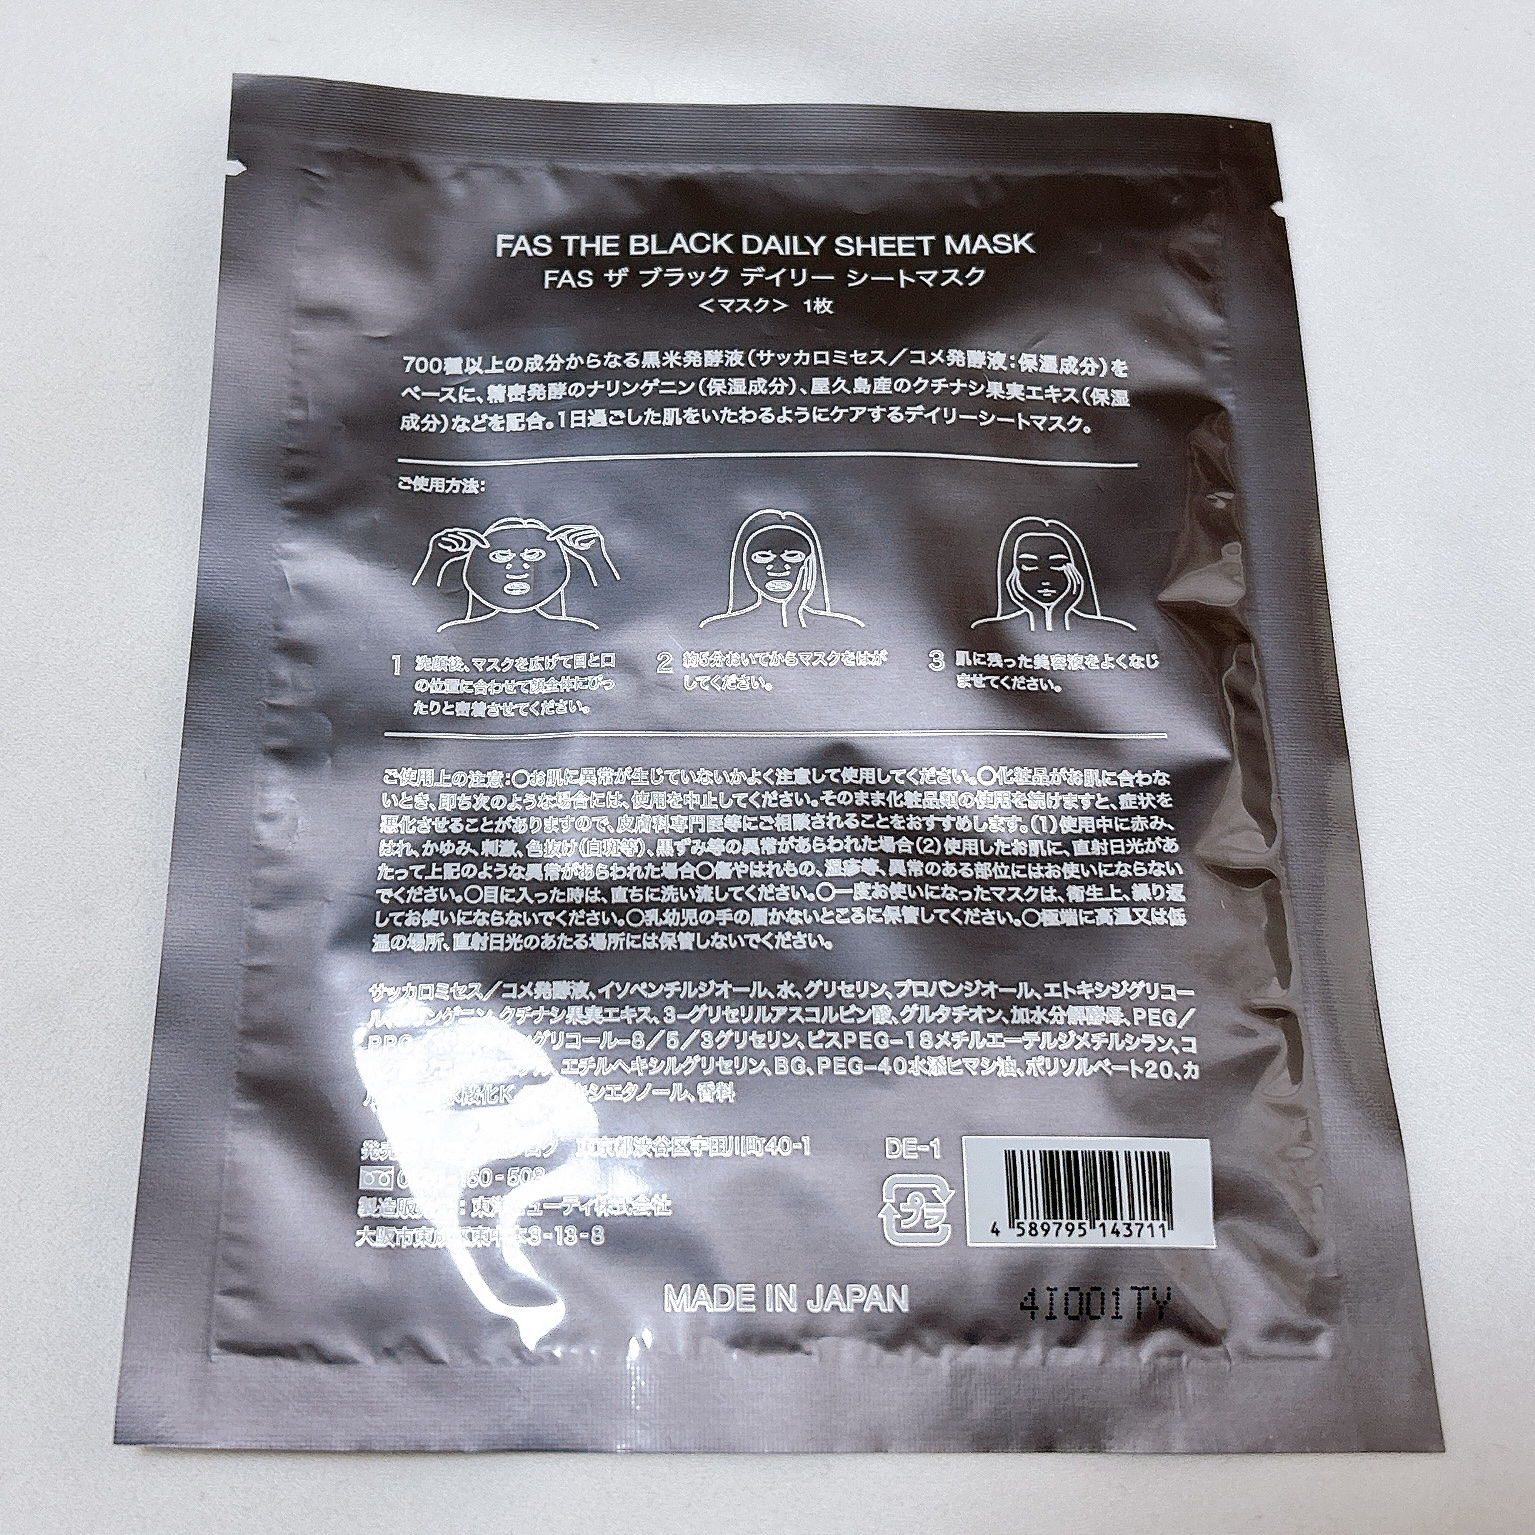 FAS THE BLACK DAILY SHEET MASK
FAS ザ ブラック デイリー シートマスク
＜マスク＞ 1枚
700種以上の成分からなる黒米発酵液（サッカロミセス／コメ発酵液：保湿成分）を
ベースに、精密発酵のナリンゲニン（保湿成分）、屋久島産のクチナシ果実エキス（保湿
成分）などを配合。1日過ごした肌をいたわるようにケアするデイリーシートマスク。
ご使用方法：
1 洗顔後、マスクを広げて目と口
の位置に合わせて顔全体にぴっ
たりと密着させてください。
2 約5分おいてからマスクをはが
してください。
3 肌に残った美容液をよくなじ
ませてください。
ご使用上の注意：○お肌に異常が生じていないかよく注意して使用してください。○化粧品がお肌に合わな
いとき、即ち次のような場合には、使用を中止してください。そのまま化粧品類の使用を続けますと、症状を
悪化させることがありますので、皮膚科専門医等にご相談されることをおすすめします。（1）使用中に赤み、
はれ、かゆみ、刺激、色抜け（白斑等）、黒ずみ等の異常があらわれた場合（2）使用したお肌に、直射日光があ
たって上記のような異常があらわれた場合○傷やはれもの、湿疹等、異常のある部位にはお使いにならない
でください。○目に入った時は、直ちに洗い流してください。○一度お使いになったマスクは、衛生上、繰り返
してお使いにならないでください。○乳幼児の手の届かないところに保管してください。○極端に高温又は低
温の場所、直射日光のあたる場所には保管しないでください。
サッカロミセス／コメ発酵液、イソペンチルジオール、水、グリセリン、プロパンジオール、エトキシジグリコー
クチナシ果実エキス、3-グリセリルアスコルビン酸、グルタチオン、加水分解酵母、PEG／
グリコール-8／5／3グリセリン、ビスPEG-18メチルエーテルジメチルシラン、コ
エチルヘキシルグリセリン、BG、PEG-40水添ヒマシ油、ポリソルベート20、カ
香料
東京都渋谷区宇田川町40-1
大阪市東成区東中本3-13-8
DE-1
プラ
4 589795 143711
MADE IN JAPAN
4I001TY